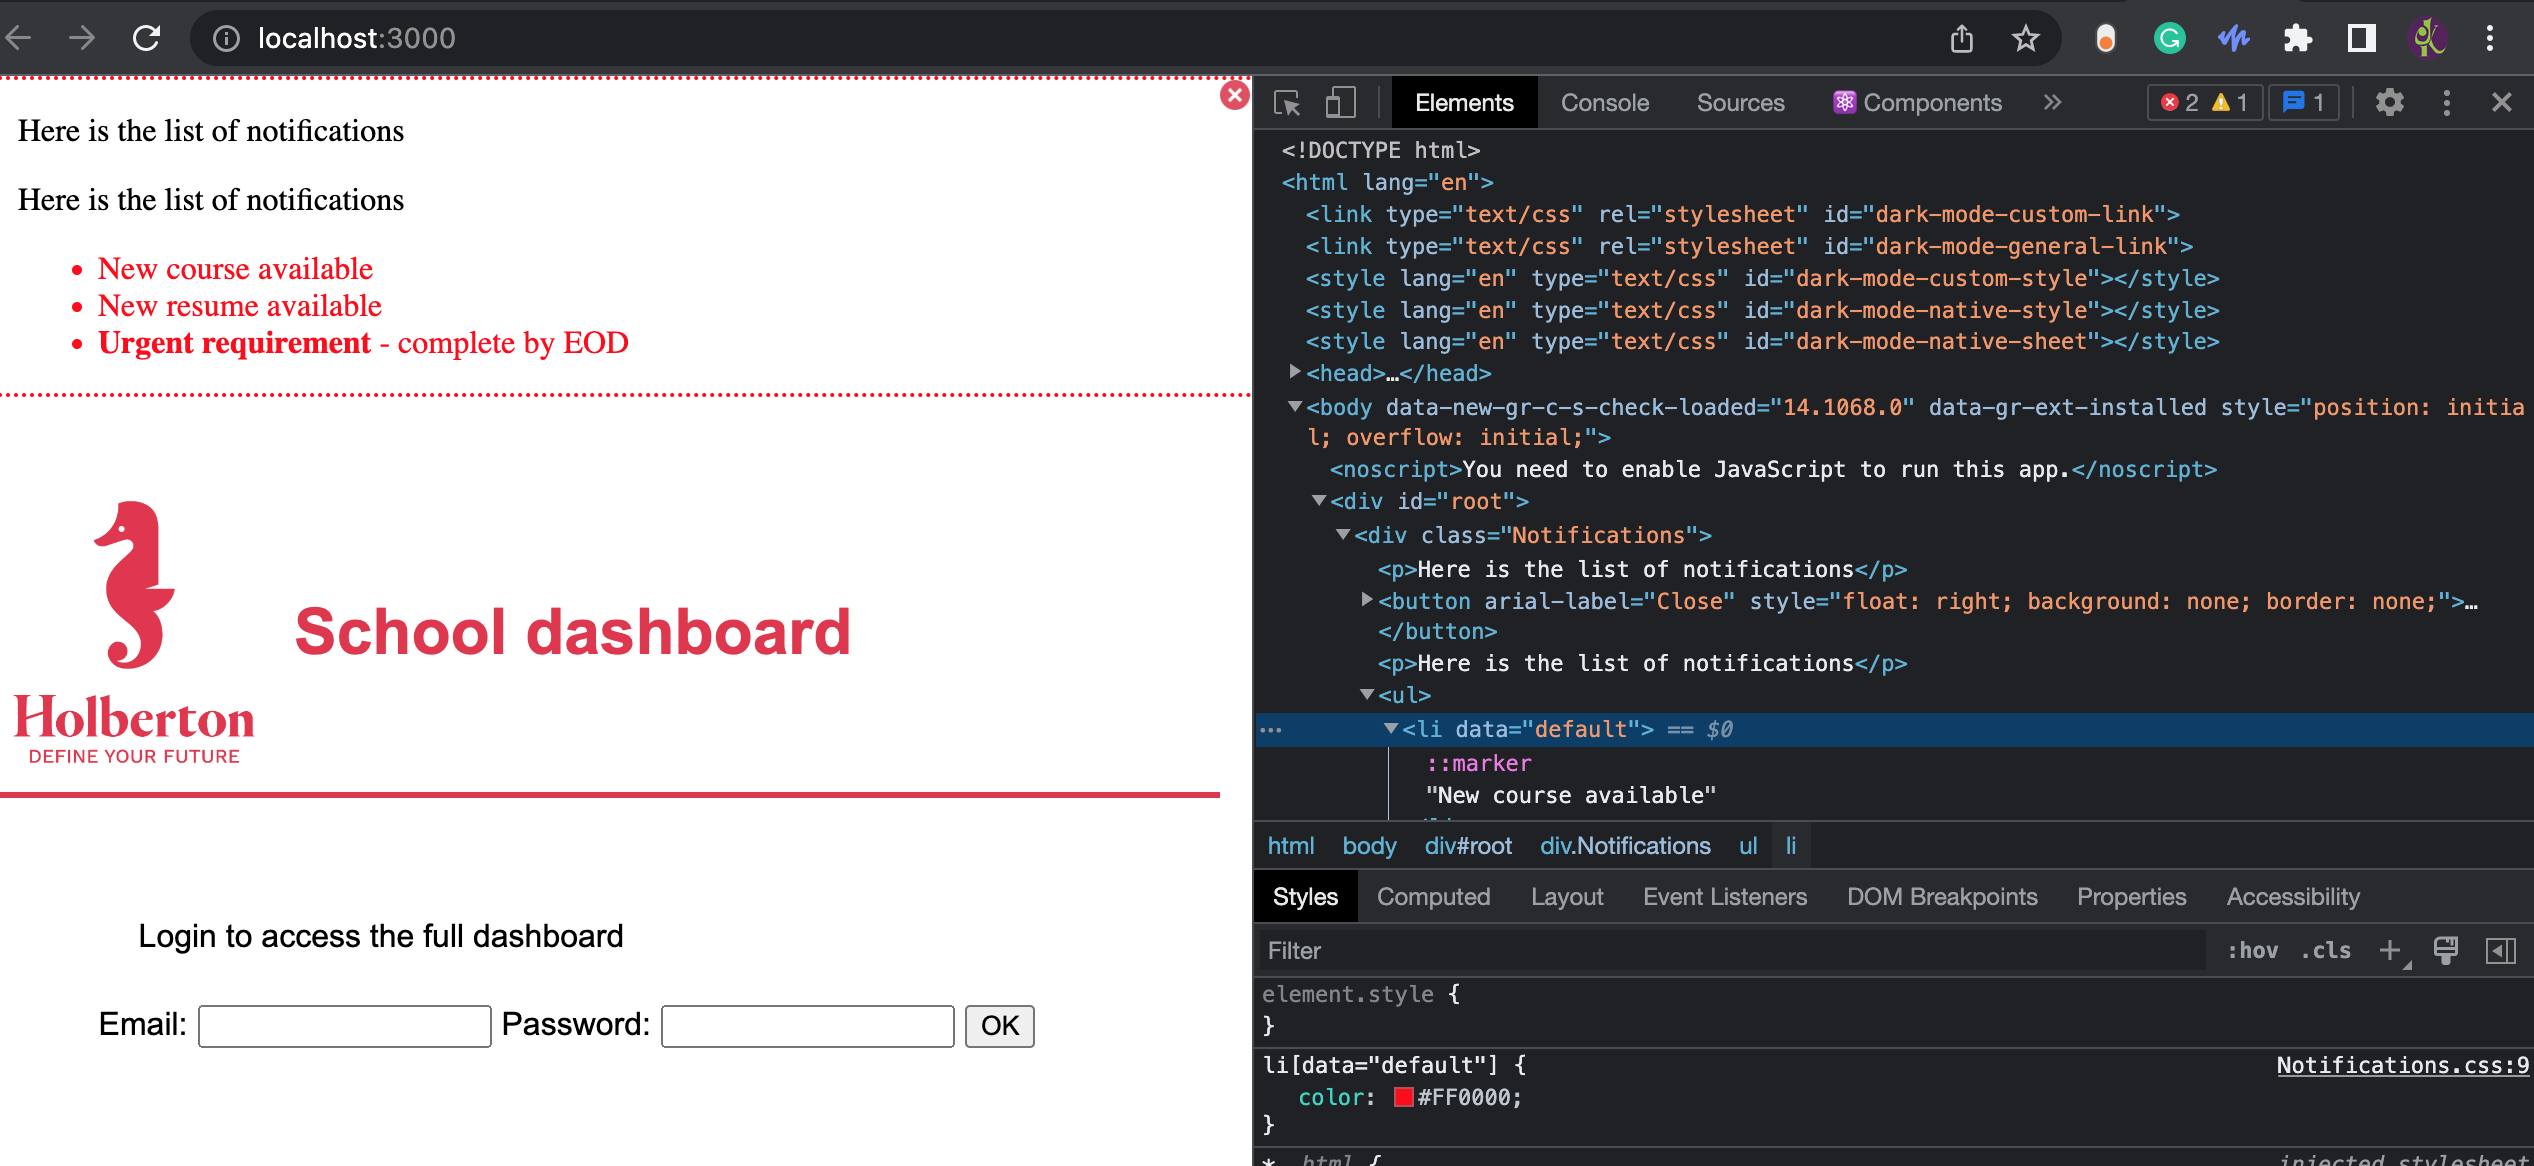 localhost:3000
Here is the list of notifications
Here is the list of notifications
• New course available
• New resume available
• Urgent requirement - complete by EOD
School dashboard
Holberton
DEFINE YOUR FUTURE
Login to access the full dashboard
Email: Password: OK
Elements Console Sources Components » 2 1 1
<!DOCTYPE html>
<html lang="en">
<link type="text/css" rel="stylesheet" id="dark-mode-custom-link">
<link type="text/css" rel="stylesheet" id="dark-mode-general-link">
<style lang="en" type="text/css" id="dark-mode-custom-style"></style>
<style lang="en" type="text/css" id="dark-mode-native-style"></style>
<style lang="en" type="text/css" id="dark-mode-native-sheet"></style>
<head>…</head>
<body data-new-gr-c-s-check-loaded="14.1068.0" data-gr-ext-installed style="position: initia
l; overflow: initial;">
<noscript>You need to enable JavaScript to run this app.</noscript>
<div id="root">
<div class="Notifications">
<p>Here is the list of notifications</p>
<button arial-label="Close" style="float: right; background: none; border: none;">…
</button>
<p>Here is the list of notifications</p>
<ul>
<li data="default"> == $0
::marker
"New course available"
html body div#root div.Notifications ul li
Styles Computed Layout Event Listeners DOM Breakpoints Properties Accessibility
Filter :hov .cls +
element.style {
}
li[data="default"] { Notifications.css:9
color: #FF0000;
}
*, html { injected stylesheet